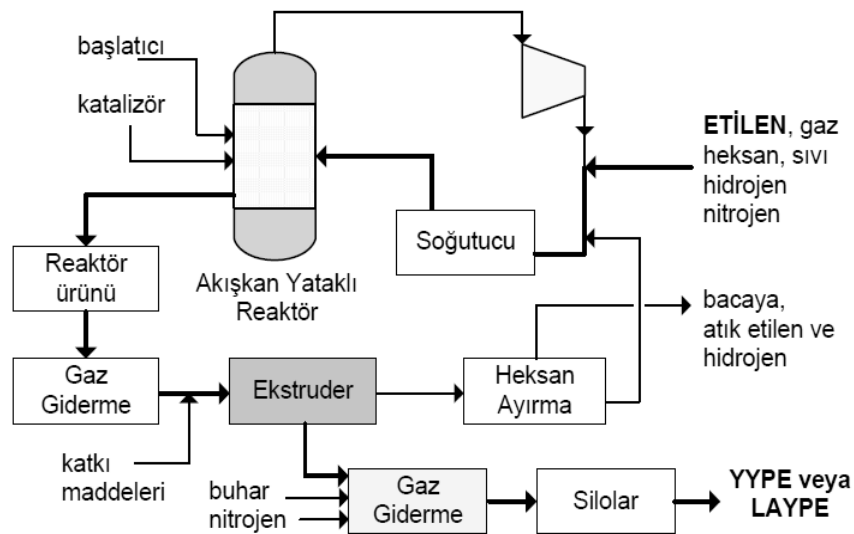 başlatıcı
katalizör
ETİLEN, gaz
heksan, sıvı
hidrojen
nitrojen
Soğutucu
Reaktör
ürünü
Akışkan Yataklı
Reaktör
bacaya,
atık etilen ve
hidrojen
Gaz
Giderme
Ekstruder
Heksan
Ayırma
katkı
maddeleri
buhar
nitrojen
Gaz
Giderme
Silolar
YYPE veya
LAYPE